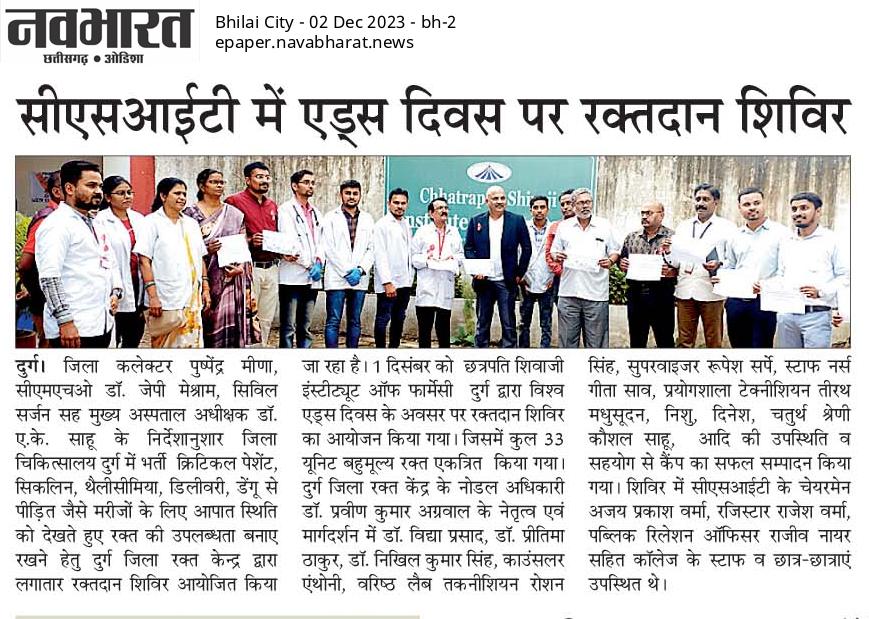 नवभारत
छत्तीसगढ़ • ओडिशा
Bhilai City - 02 Dec 2023 - bh-2
epaper.navabharat.news
सीएसआईटी में एड्स दिवस पर रक्तदान शिविर
Chhatrapati Shivaji
Institute
दुर्ग। जिला कलेक्टर पुष्पेंद्र मीणा,
सीएमएचओ डॉ. जेपी मेश्राम, सिविल
सर्जन सह मुख्य अस्पताल अधीक्षक डॉ.
ए.के. साहू के निर्देशानुशार जिला
चिकित्सालय दुर्ग में भर्ती क्रिटिकल पेशेंट,
सिकलिन, थैलीसीमिया, डिलीवरी, डेंगू से
पीड़ित जैसे मरीजों के लिए आपात स्थिति
को देखते हुए रक्त की उपलब्धता बनाए
रखने हेतु दुर्ग जिला रक्त केन्द्र द्वारा
लगातार रक्तदान शिविर आयोजित किया
जा रहा है। 1 दिसंबर को छत्रपति शिवाजी
इंस्टीट्यूट ऑफ फार्मेसी दुर्ग द्वारा विश्व
एड्स दिवस के अवसर पर रक्तदान शिविर
का आयोजन किया गया। जिसमें कुल 33
यूनिट बहुमूल्य रक्त एकत्रित किया गया।
दुर्ग जिला रक्त केंद्र के नोडल अधिकारी
डॉ. प्रवीण कुमार अग्रवाल के नेतृत्व एवं
मार्गदर्शन में डॉ. विद्या प्रसाद, डॉ. प्रीतिमा
ठाकुर, डॉ. निखिल कुमार सिंह, काउंसलर
एंथोनी, वरिष्ठ लैब तकनीशियन रोशन
सिंह, सुपरवाइजर रूपेश सर्पे, स्टाफ नर्स
गीता साव, प्रयोगशाला टेक्नीशियन तीरथ
मधुसूदन, निशु, दिनेश, चतुर्थ श्रेणी
कौशल साहू, आदि की उपस्थिति व
सहयोग से कैंप का सफल सम्पादन किया
गया। शिविर में सीएसआईटी के चेयरमेन
अजय प्रकाश वर्मा, रजिस्टार राजेश वर्मा,
पब्लिक रिलेशन ऑफिसर राजीव नायर
सहित कॉलेज के स्टाफ व छात्र-छात्राएं
उपस्थित थे।